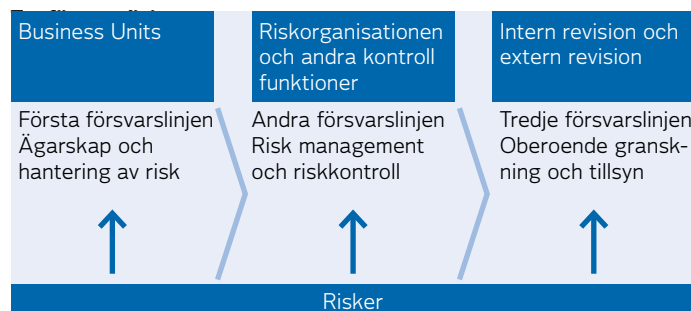 Business Units
Första försvarslinjen
Ägarskap och
hantering av risk
Riskorganisationen
och andra kontroll
funktioner
Andra försvarslinjen
Risk management
och riskkontroll
Intern revision och
extern revision
Tredje försvarslinjen
Oberoende gransk-
ning och tillsyn
Risker